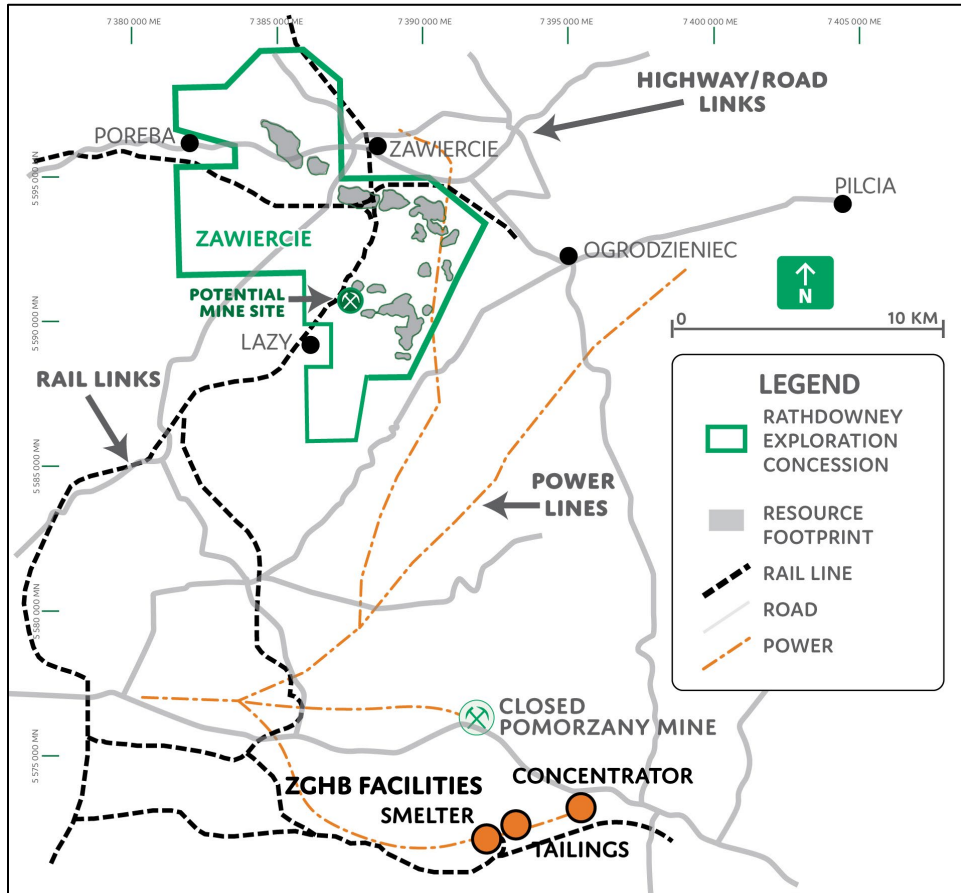 7 380 000 ME
7 385 000 ME
7 390 000 ME
7 395 000 ME
7 400 000 ME
7 405 000 ME
HIGHWAY/ROAD
LINKS
POREBA
ZAWIERCIE
5 595 000 MN
PILCIA
ZAWIERCIE
OGRODZIENEC
POTENTIAL
MINE SITE
N
5 590 000 MN
0
10 KM
LAZY
RAIL LINKS
LEGEND
RATHDOWNEY
EXPLORATION
CONCESSION
5 585 000 MN
POWER
LINES
RESOURCE
FOOTPRINT
RAIL LINE
ROAD
POWER
5 580 000 MN
CLOSED
POMORZANY MINE
5 575 000 MN
ZGHB FACILITIES
CONCENTRATOR
SMELTER
TAILINGS